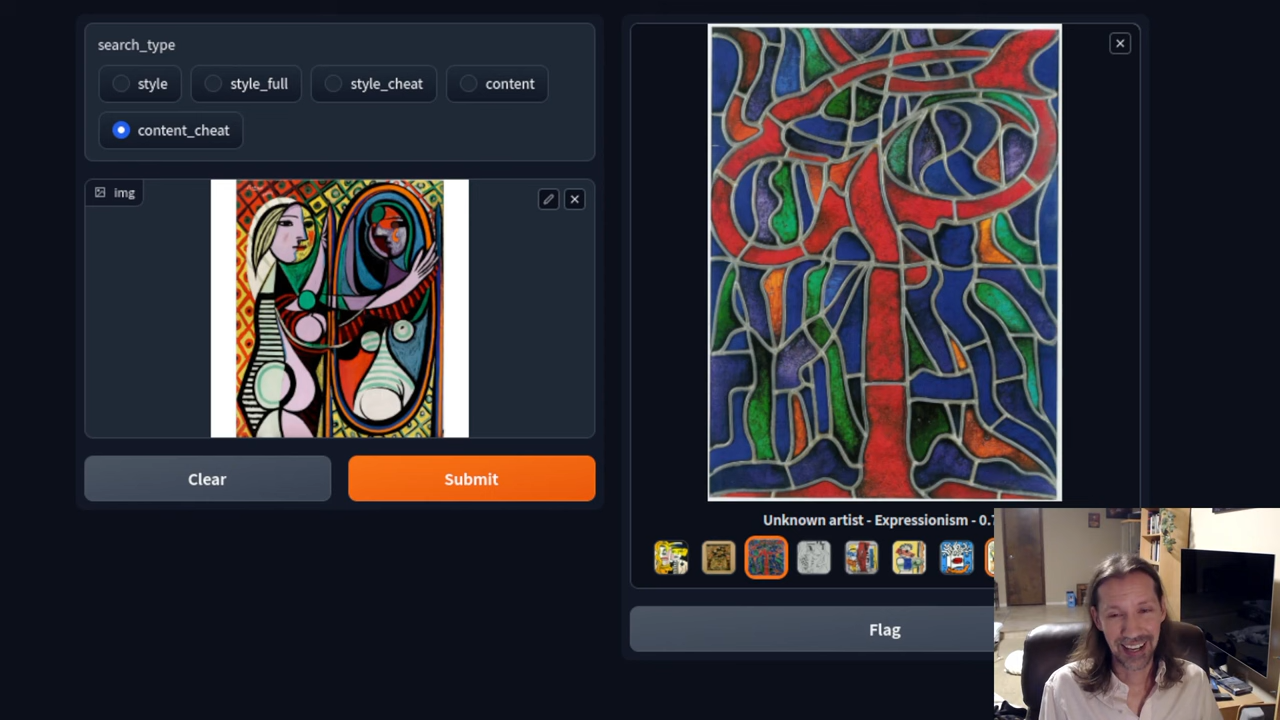 search_type
style
style_full
style_cheat
content
content_cheat
img
Clear
Submit
Unknown artist - Expressionism - 0.
Flag